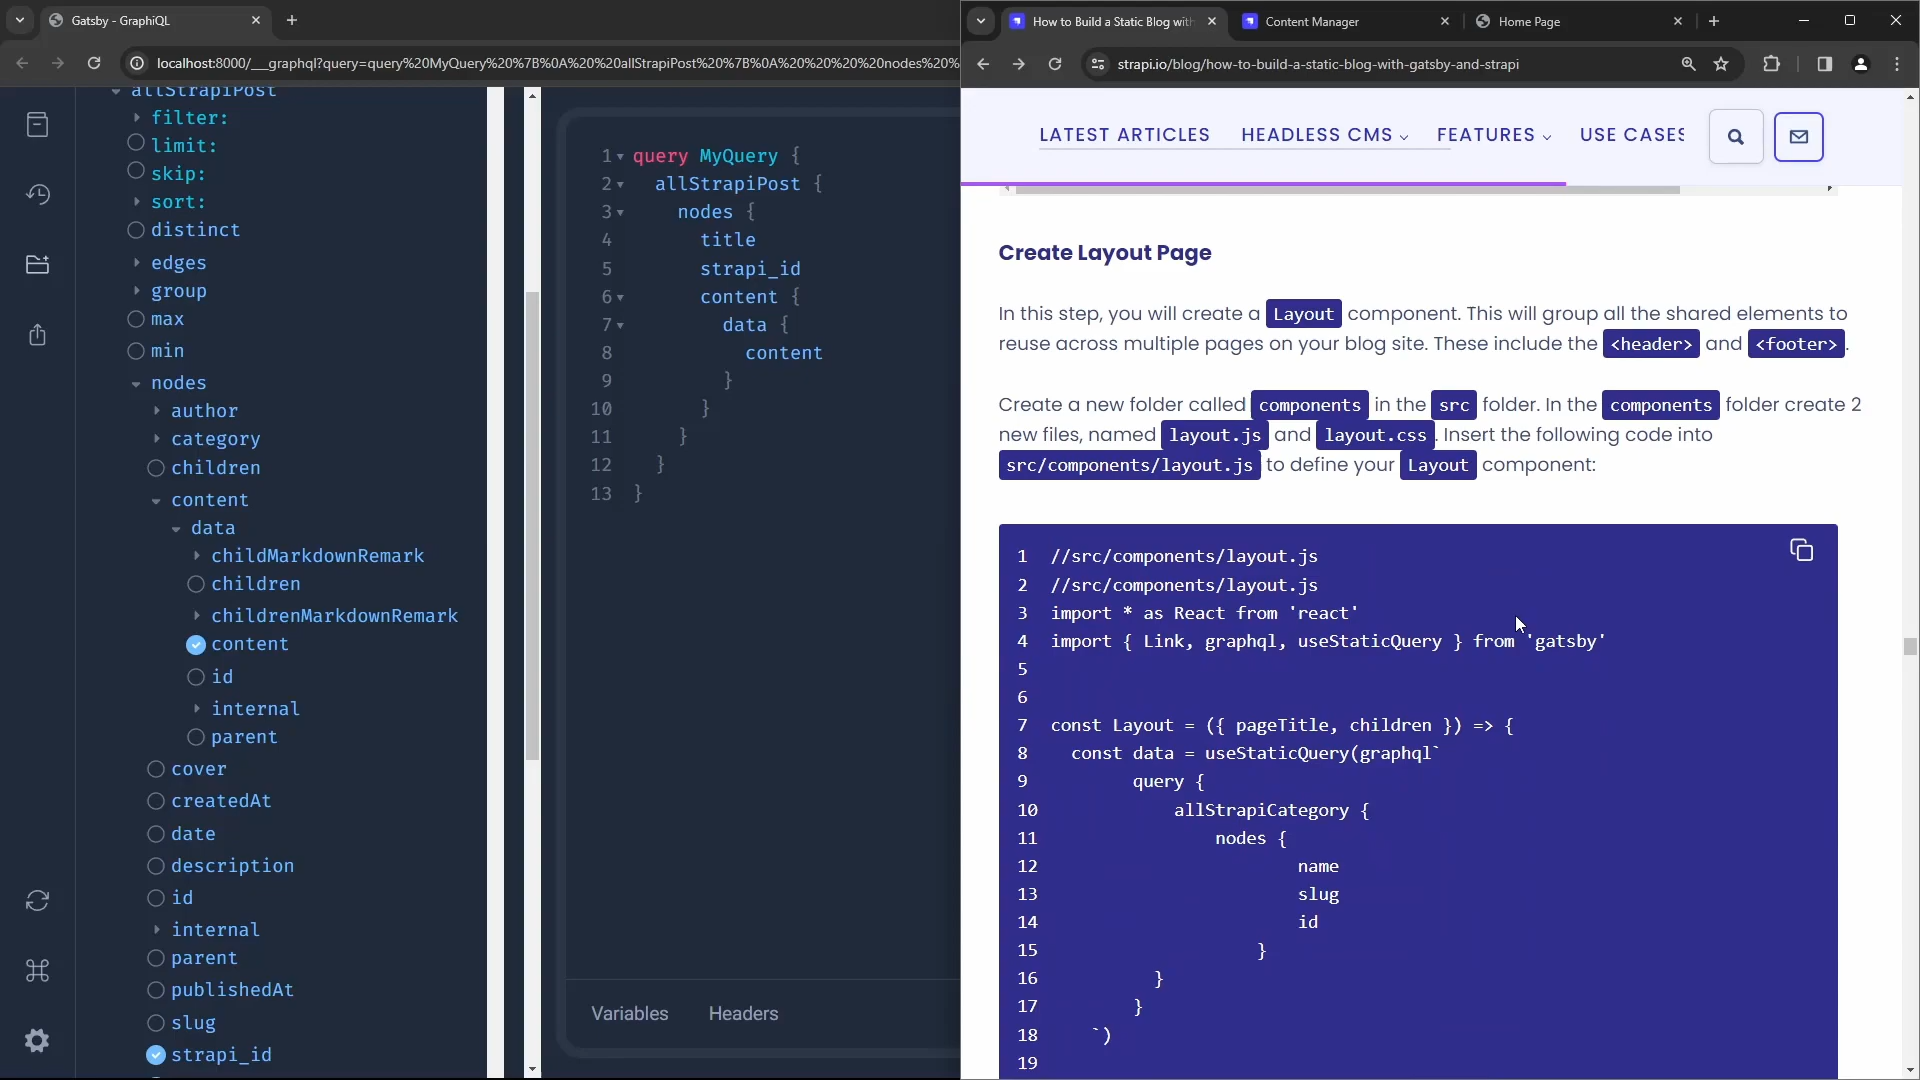 Gatsby - GraphiQL
localhost:8000/___graphql?query=query%20MyQuery%20%7B%0A%20%20allStrapiPost%20%7B%0A%20%20%20%20nodes%20%
allStrapiPost
filter:
limit:
skip:
sort:
distinct
edges
group
max
min
nodes
author
category
children
content
data
childMarkdownRemark
children
childrenMarkdownRemark
content
id
internal
parent
cover
createdAt
date
description
id
internal
parent
publishedAt
slug
strapi_id
1 query MyQuery {
2 allStrapiPost {
3 nodes {
4 title
5 strapi_id
6 content {
7 data {
8 content
9 }
10 }
11 }
12 }
13 }
Variables Headers
How to Build a Static Blog with
Content Manager
Home Page
strapi.io/blog/how-to-build-a-static-blog-with-gatsby-and-strapi
LATEST ARTICLES HEADLESS CMS FEATURES USE CASES
Create Layout Page
In this step, you will create a Layout component. This will group all the shared elements to
reuse across multiple pages on your blog site. These include the <header> and <footer>.
Create a new folder called components in the src folder. In the components folder create 2
new files, named layout.js and layout.css. Insert the following code into
src/components/layout.js to define your Layout component:
1 //src/components/layout.js
2 //src/components/layout.js
3 import * as React from 'react'
4 import { Link, graphql, useStaticQuery } from 'gatsby'
5
6
7 const Layout = ({ pageTitle, children }) => {
8 const data = useStaticQuery(graphql`
9 query {
10 allStrapiCategory {
11 nodes {
12 name
13 slug
14 id
15 }
16 }
17 }
18 `)
19